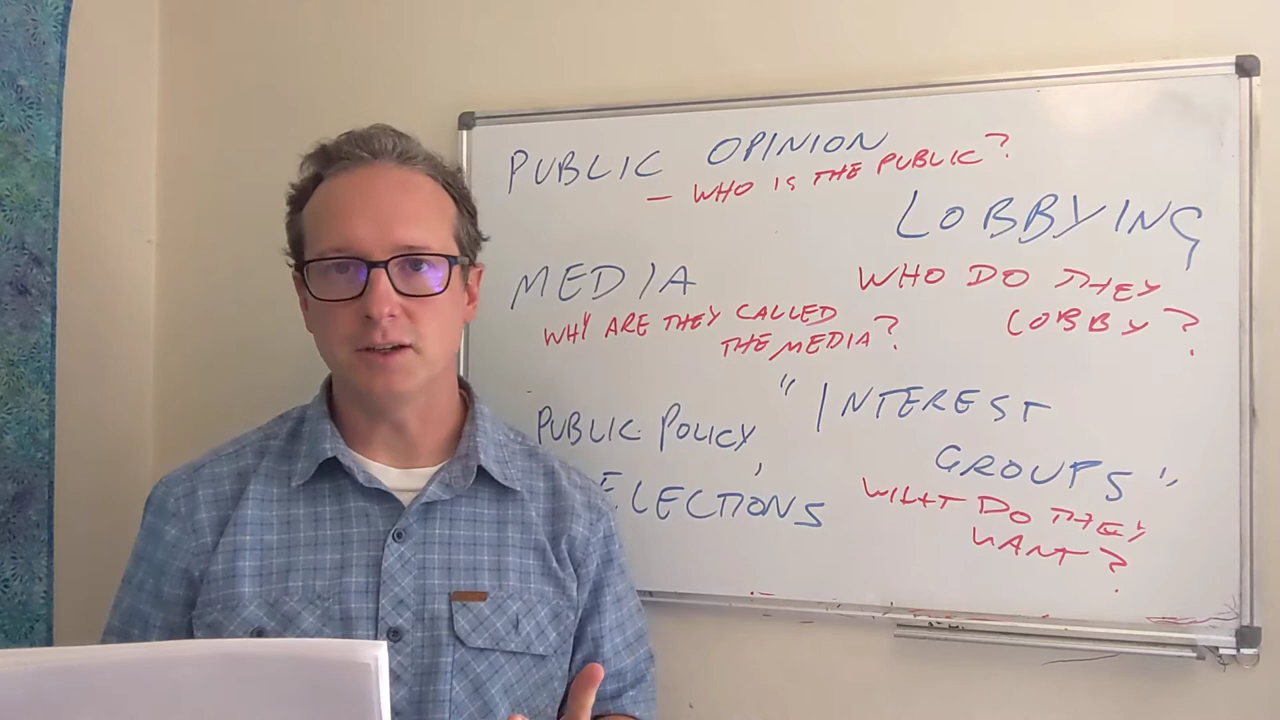 PUBLIC OPINION
— WHO IS THE PUBLIC?
LOBBYING
WHO DO THEY
LOBBY?
MEDIA
WHY ARE THEY CALLED
THE MEDIA?
"INTEREST
GROUPS"
WHAT DO THEY
WANT?
PUBLIC POLICY,
ELECTIONS